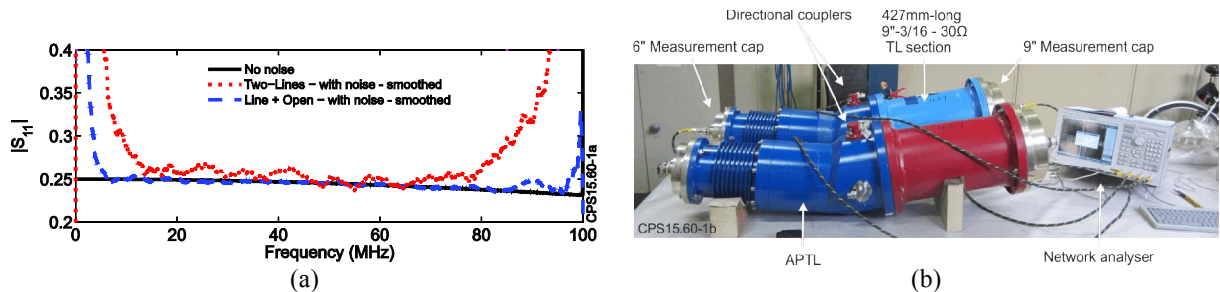 0.4
0.35
0.3
0.25
0.2
|S11|
No noise
Two-Lines – with noise - smoothed
Line + Open – with noise - smoothed
0
20
40
60
80
100
Frequency (MHz)
CPS15.60-1a
(a)
Directional couplers
427mm-long
9"-3/16 - 30Ω
TL section
6" Measurement cap
9" Measurement cap
CPS15.60-1b
APTL
Network analyser
(b)